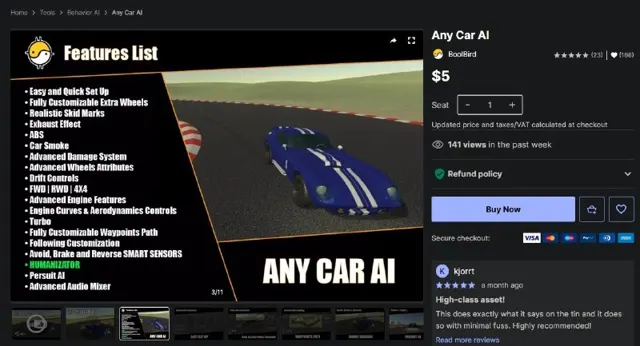 Home > Tools > Behavior AI > Any Car AI
Features List
• Easy and Quick Set Up
• Fully Customizable Extra Wheels
• Realistic Skid Marks
• Exhaust Effect
• ABS
• Car Smoke
• Advanced Damage System
• Advanced Wheels Attributes
• Drift Controls
• FWD | RWD | 4X4
• Advanced Engine Features
• Engine Curves & Aerodynamics Controls
• Turbo
• Fully Customizable Waypoints Path
• Following Customization
• Avoid, Brake and Reverse SMART SENSORS
• HUMANIZATOR
• Persuit AI
• Advanced Audio Mixer
3/11
ANY CAR AI
Any Car AI
BoolBird
(23) | (186)
$5
Seat - 1 +
Updated price and taxes/VAT calculated at checkout
141 views in the past week
Refund policy
Buy Now
Secure checkout: VISA
K kjorrt
a month ago
High-class asset!
This does exactly what it says on the tin and it does
so with minimal fuss. Highly recommended!
Read more reviews